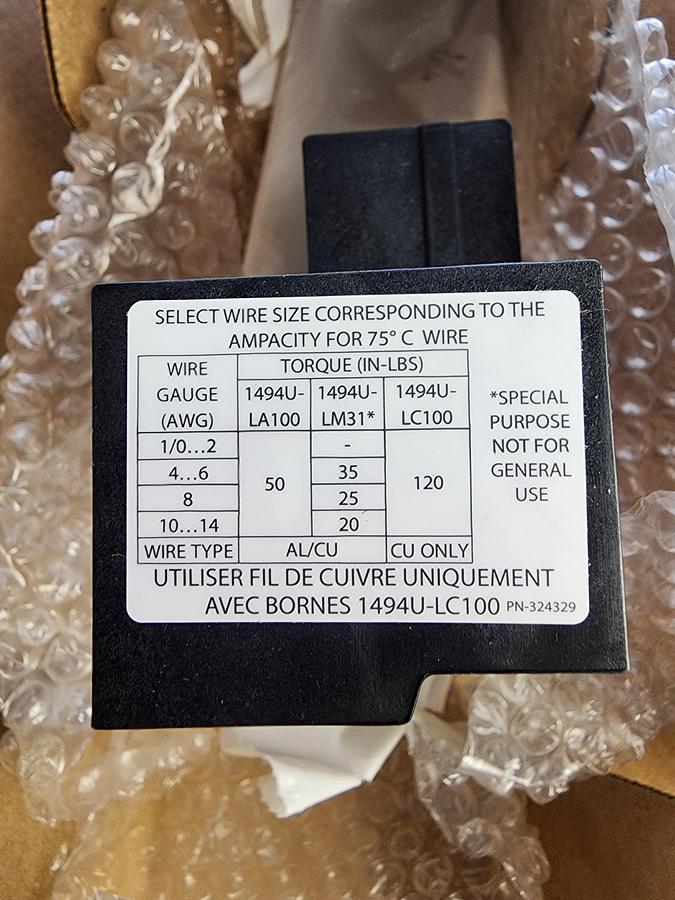 SELECT WIRE SIZE CORRESPONDING TO THE
AMPACITY FOR 75° C WIRE
WIRE
GAUGE
(AWG)
TORQUE (IN-LBS)
1494U-
LA100
1494U-
LM31*
1494U-
LC100
1/0...2
-
4...6
35
8
25
10...14
20
50
120
WIRE TYPE
AL/CU
CU ONLY
*SPECIAL
PURPOSE
NOT FOR
GENERAL
USE
UTILISER FIL DE CUIVRE UNIQUEMENT
AVEC BORNES 1494U-LC100 PN-324329